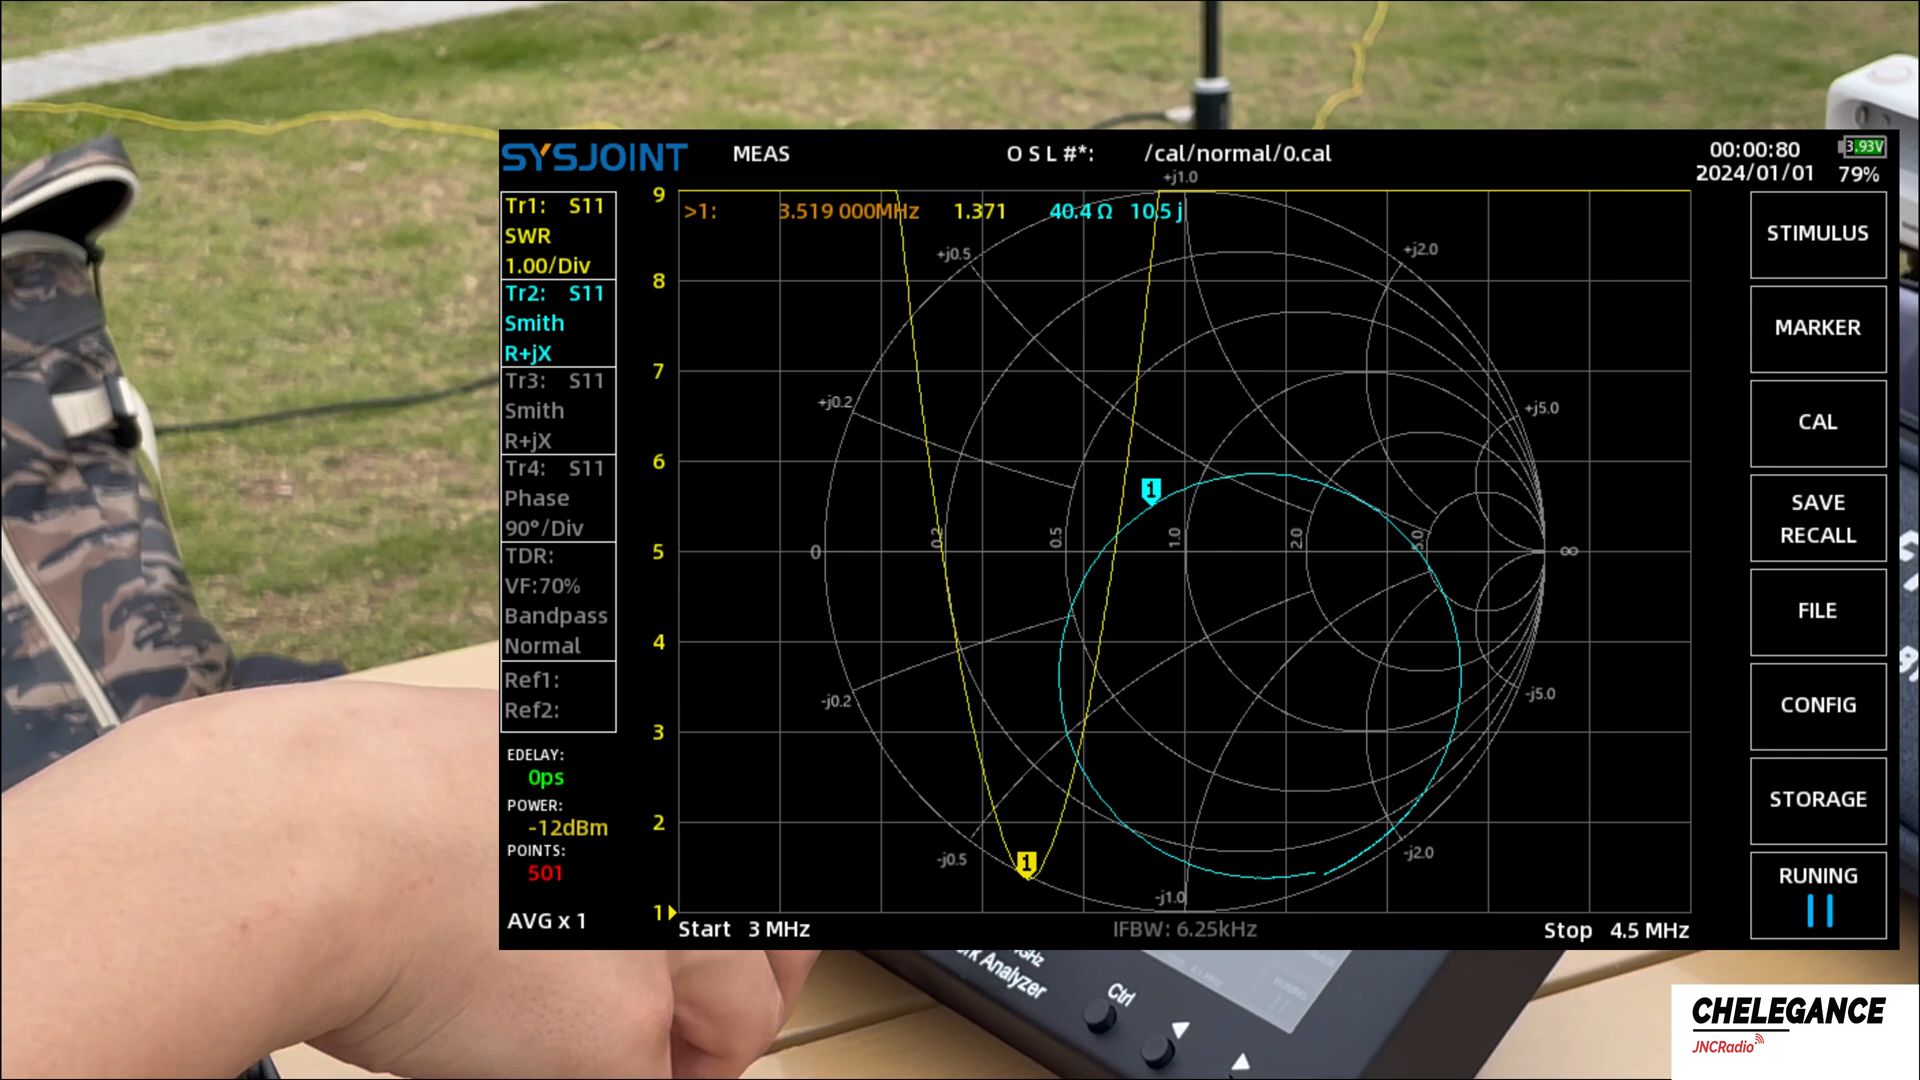 SYSJOINT MEAS O S L #*: /cal/normal/0.cal 00:00:80 3.93V
2024/01/01 79%
Tr1: S11
SWR
1.00/Div
Tr2: S11
Smith
R+jX
Tr3: S11
Smith
R+jX
Tr4: S11
Phase
90°/Div
TDR:
VF:70%
Bandpass
Normal
Ref1:
Ref2:
EDELAY:
0ps
POWER:
-12dBm
POINTS:
501
AVG x 1
9
8
7
6
5
4
3
2
1
>1: 3.519 000MHz 1.371 40.4 Ω 10.5 j
+j1.0
+j0.5
+j2.0
+j0.2
+j5.0
0 0.2 0.5 1.0 2.0 5.0 ∞
-j0.2
-j5.0
-j0.5
-j2.0
-j1.0
1
1
Start 3 MHz IFBW: 6.25kHz Stop 4.5 MHz
STIMULUS
MARKER
CAL
SAVE
RECALL
FILE
CONFIG
STORAGE
RUNING
GHz
rk Analyzer
Ctrl
CHELEGANCE
JNCRadio